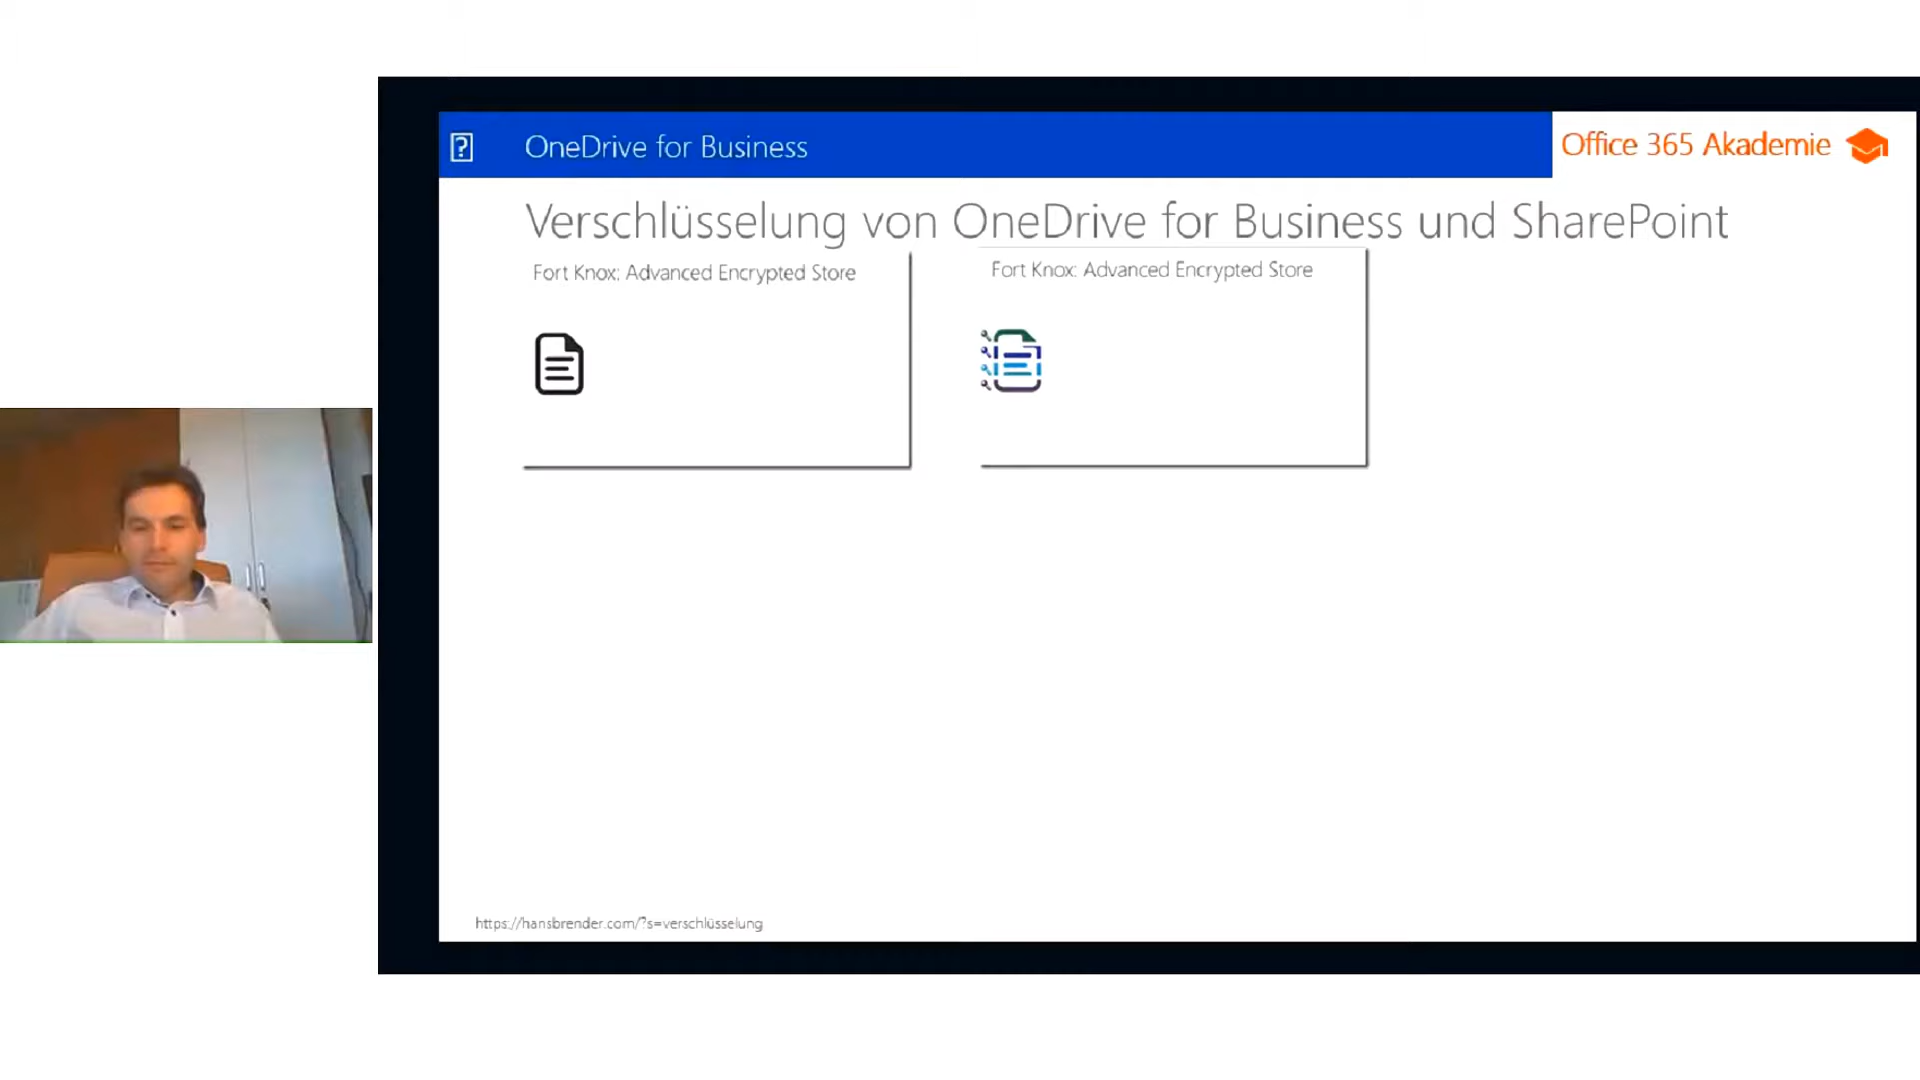 OneDrive for Business
Office 365 Akademie
Verschlüsselung von OneDrive for Business und SharePoint
Fort Knox: Advanced Encrypted Store
Fort Knox: Advanced Encrypted Store
https://hansbrender.com/?s=verschlüsselung